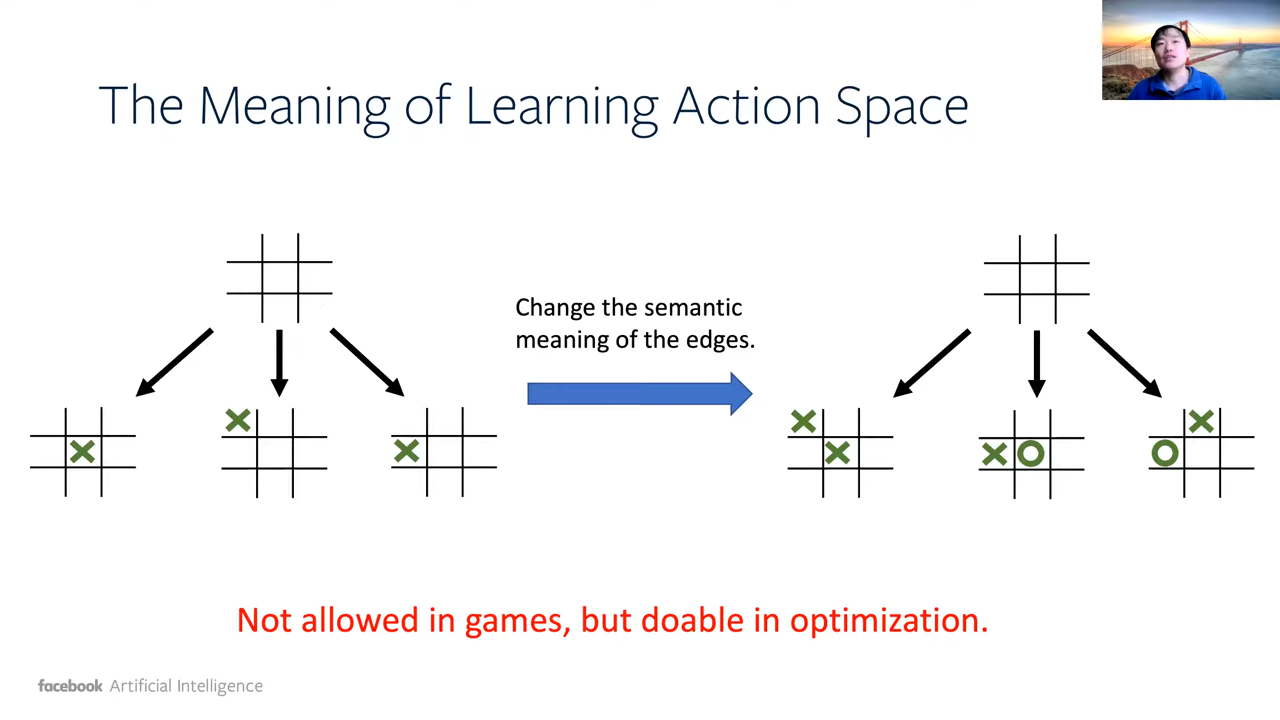 The Meaning of Learning Action Space
Change the semantic
meaning of the edges.
Not allowed in games, but doable in optimization.
facebook Artificial Intelligence